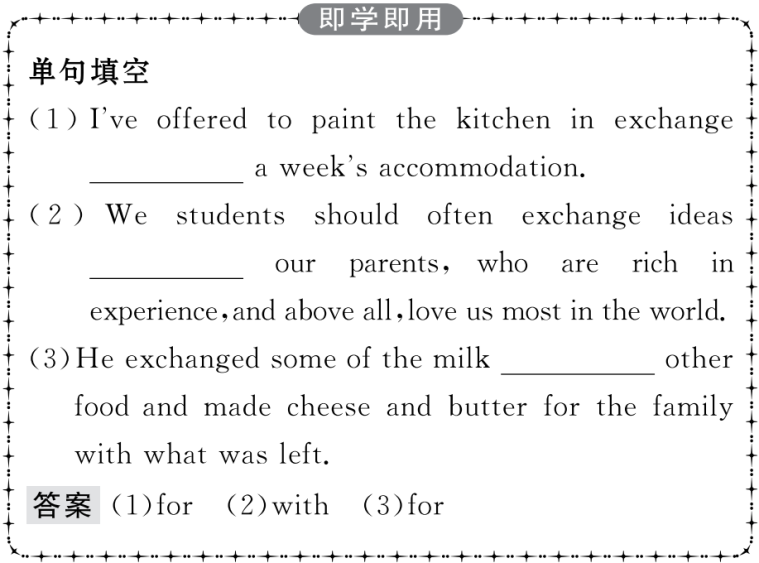 即学即用
单句填空
(1) I've offered to paint the kitchen in exchange
__________ a week's accommodation.
(2) We students should often exchange ideas
__________ our parents, who are rich in
experience,and above all,love us most in the world.
(3)He exchanged some of the milk __________ other
food and made cheese and butter for the family
with what was left.
答案 (1)for (2)with (3)for